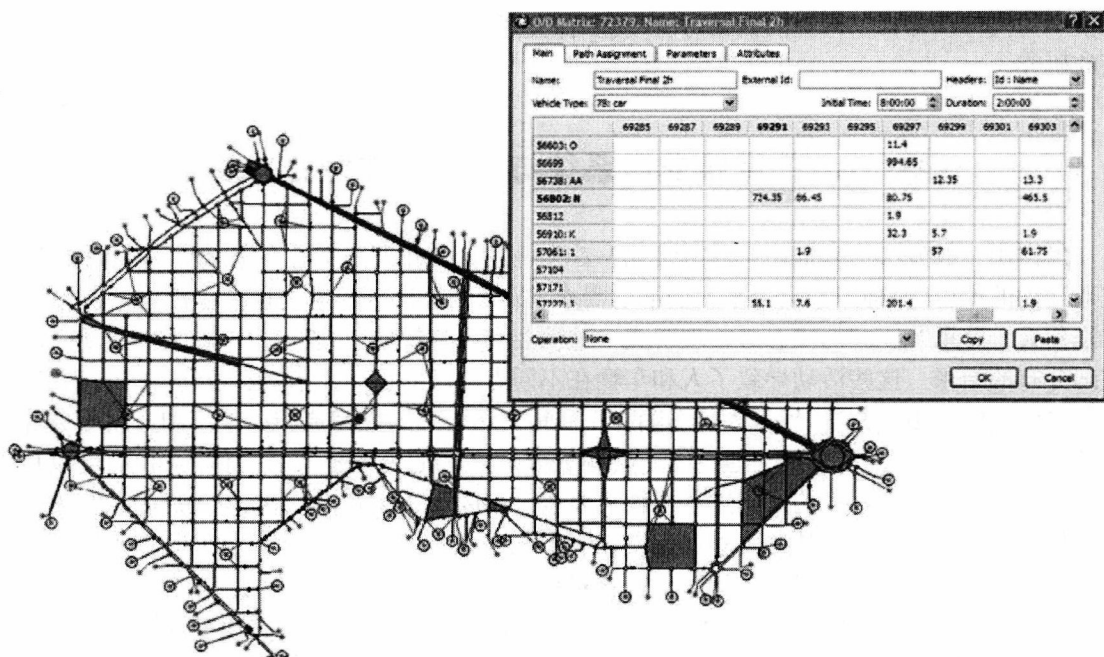 O/D Matrix: 72379, Name: Traversal Final 2h
Main Path Assignment Parameters Attributes
Name: Traversal Final 2h External Id: Headers: Id : Name
Vehicle Type: 78: car Initial Time: 8:00:00 Duration: 2:00:00
69285 69287 69289 69291 69293 69295 69297 69299 69301 69303
56603: O 11.4
56699 994.65
56738: AA 12.35 13.3
56802: N 724.35 66.45 80.75 465.5
56812 1.9
56910: K 32.3 5.7 1.9
57061: 1 1.9 57 61.75
57104
57171
55.1 7.6 201.4 1.9
Operation: None Copy Paste
OK Cancel